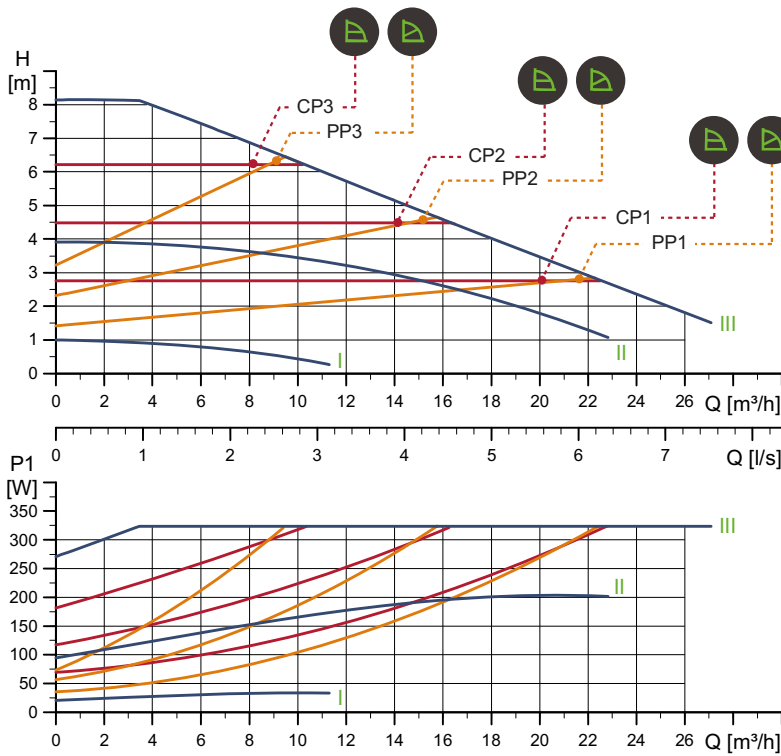 H
[m]
8
7
6
5
4
3
2
1
0
CP3
PP3
CP2
PP2
CP1
PP1
I
II
III
0 2 4 6 8 10 12 14 16 18 20 22 24 26 Q [m³/h]
0 1 2 3 4 5 6 7 Q [l/s]
P1
[W]
350
300
250
200
150
100
50
0
III
II
I
0 2 4 6 8 10 12 14 16 18 20 22 24 26 Q [m³/h]